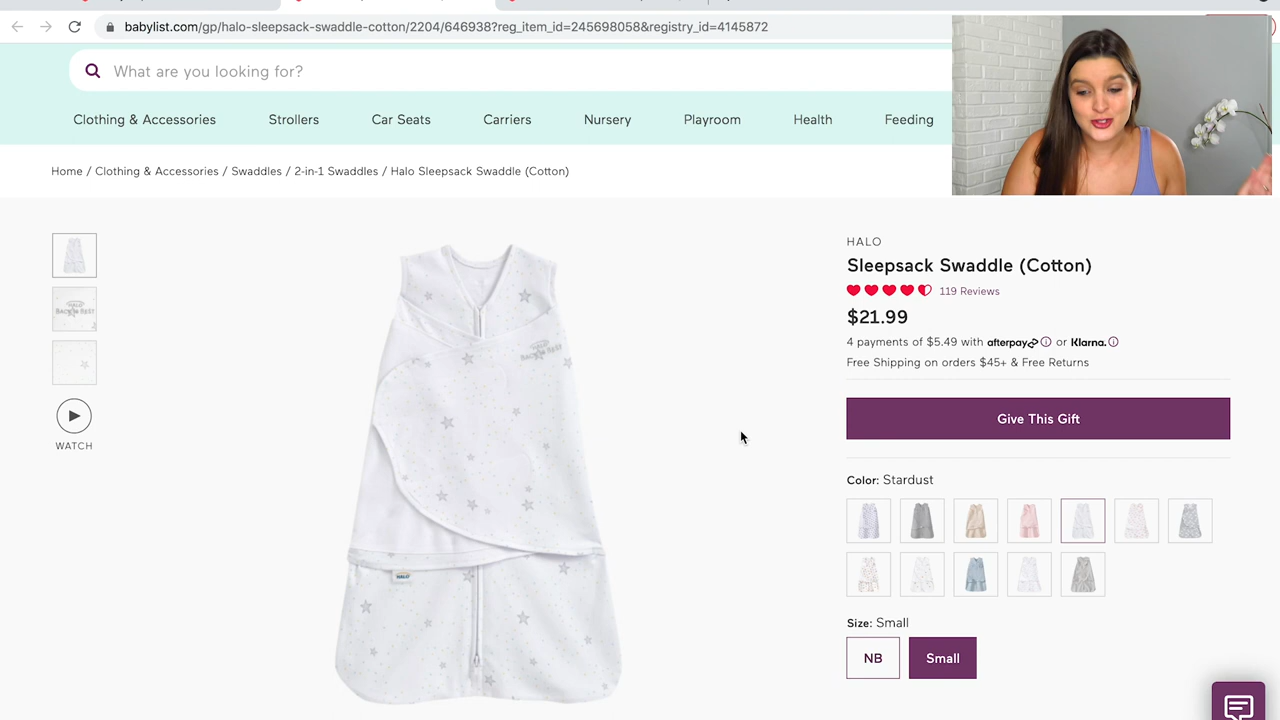 babylist.com/gp/halo-sleepsack-swaddle-cotton/2204/646938?reg_item_id=245698058&registry_id=4145872
What are you looking for?
Clothing & Accessories Strollers Car Seats Carriers Nursery Playroom Health Feeding
Home / Clothing & Accessories / Swaddles / 2-in-1 Swaddles / Halo Sleepsack Swaddle (Cotton)
HALO
Sleepsack Swaddle (Cotton)
119 Reviews
$21.99
4 payments of $5.49 with afterpay or Klarna.
Free Shipping on orders $45+ & Free Returns
Give This Gift
WATCH
Color: Stardust
HALO
Size: Small
NB Small